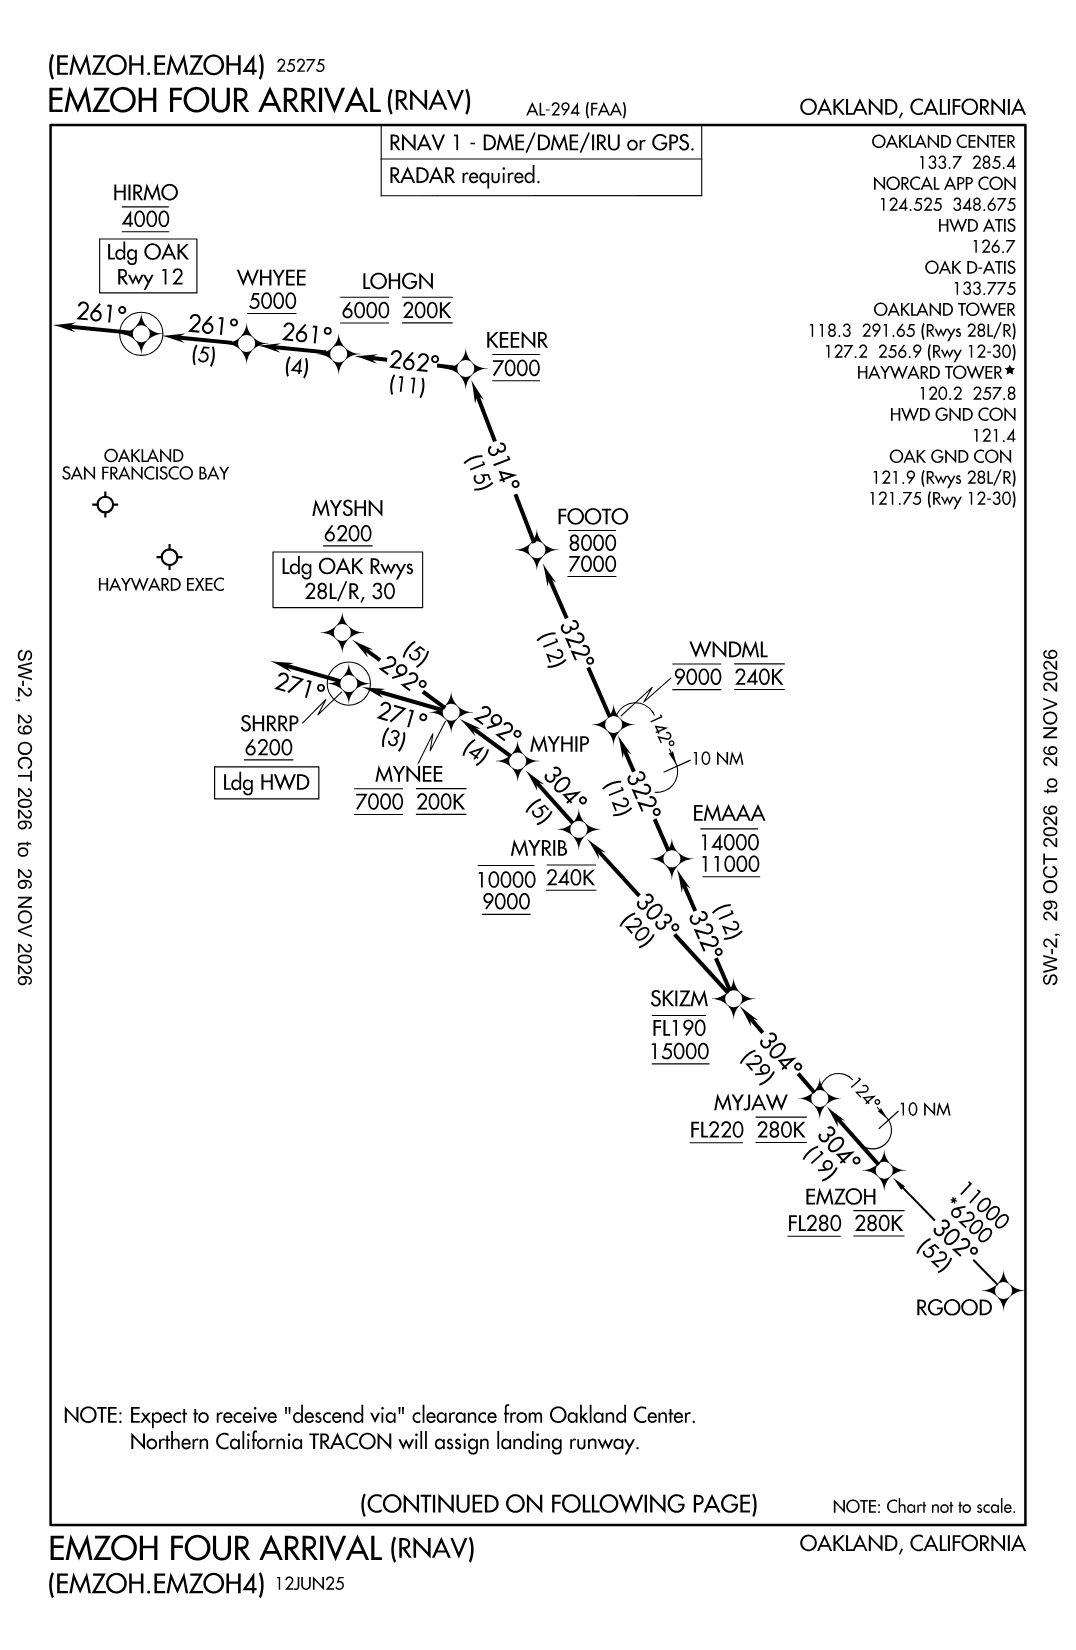 (EMZOH.EMZOH4) 25275
EMZOH FOUR ARRIVAL (RNAV)
AL-294 (FAA)
OAKLAND, CALIFORNIA
RNAV 1 - DME/DME/IRU or GPS.
RADAR required.
OAKLAND CENTER
133.7 285.4
NORCAL APP CON
124.525 348.675
HWD ATIS
126.7
OAK D-ATIS
133.775
OAKLAND TOWER
118.3 291.65 (Rwys 28L/R)
127.2 256.9 (Rwy 12-30)
HAYWARD TOWER★
120.2 257.8
HWD GND CON
121.4
OAK GND CON
121.9 (Rwys 28L/R)
121.75 (Rwy 12-30)
HIRMO
4000
Ldg OAK
Rwy 12
WHYEE
5000
LOHGN
6000 200K
KEENR
7000
261°
261°
(5)
261°
(4)
262°
(11)
314°
(15)
OAKLAND
SAN FRANCISCO BAY
HAYWARD EXEC
MYSHN
6200
Ldg OAK Rwys
28L/R, 30
FOOTO
8000
7000
322°
(12)
WNDML
9000 240K
142°
10 NM
322°
(12)
(5)
292°
271°
271°
(3)
SHRRP
6200
Ldg HWD
MYNEE
7000 200K
292°
(4)
MYHIP
304°
(5)
MYRIB
10000 240K
9000
EMAAA
14000
11000
303°
(20)
322°
(12)
SKIZM
FL190
15000
304°
(29)
MYJAW
FL220 280K
124°
10 NM
304°
(19)
EMZOH
FL280 280K
11000
*6200
302°
(52)
RGOOD
SW-2, 29 OCT 2026 to 26 NOV 2026
SW-2, 29 OCT 2026 to 26 NOV 2026
NOTE: Expect to receive "descend via" clearance from Oakland Center.
Northern California TRACON will assign landing runway.
(CONTINUED ON FOLLOWING PAGE)
NOTE: Chart not to scale.
EMZOH FOUR ARRIVAL (RNAV)
(EMZOH.EMZOH4) 12JUN25
OAKLAND, CALIFORNIA